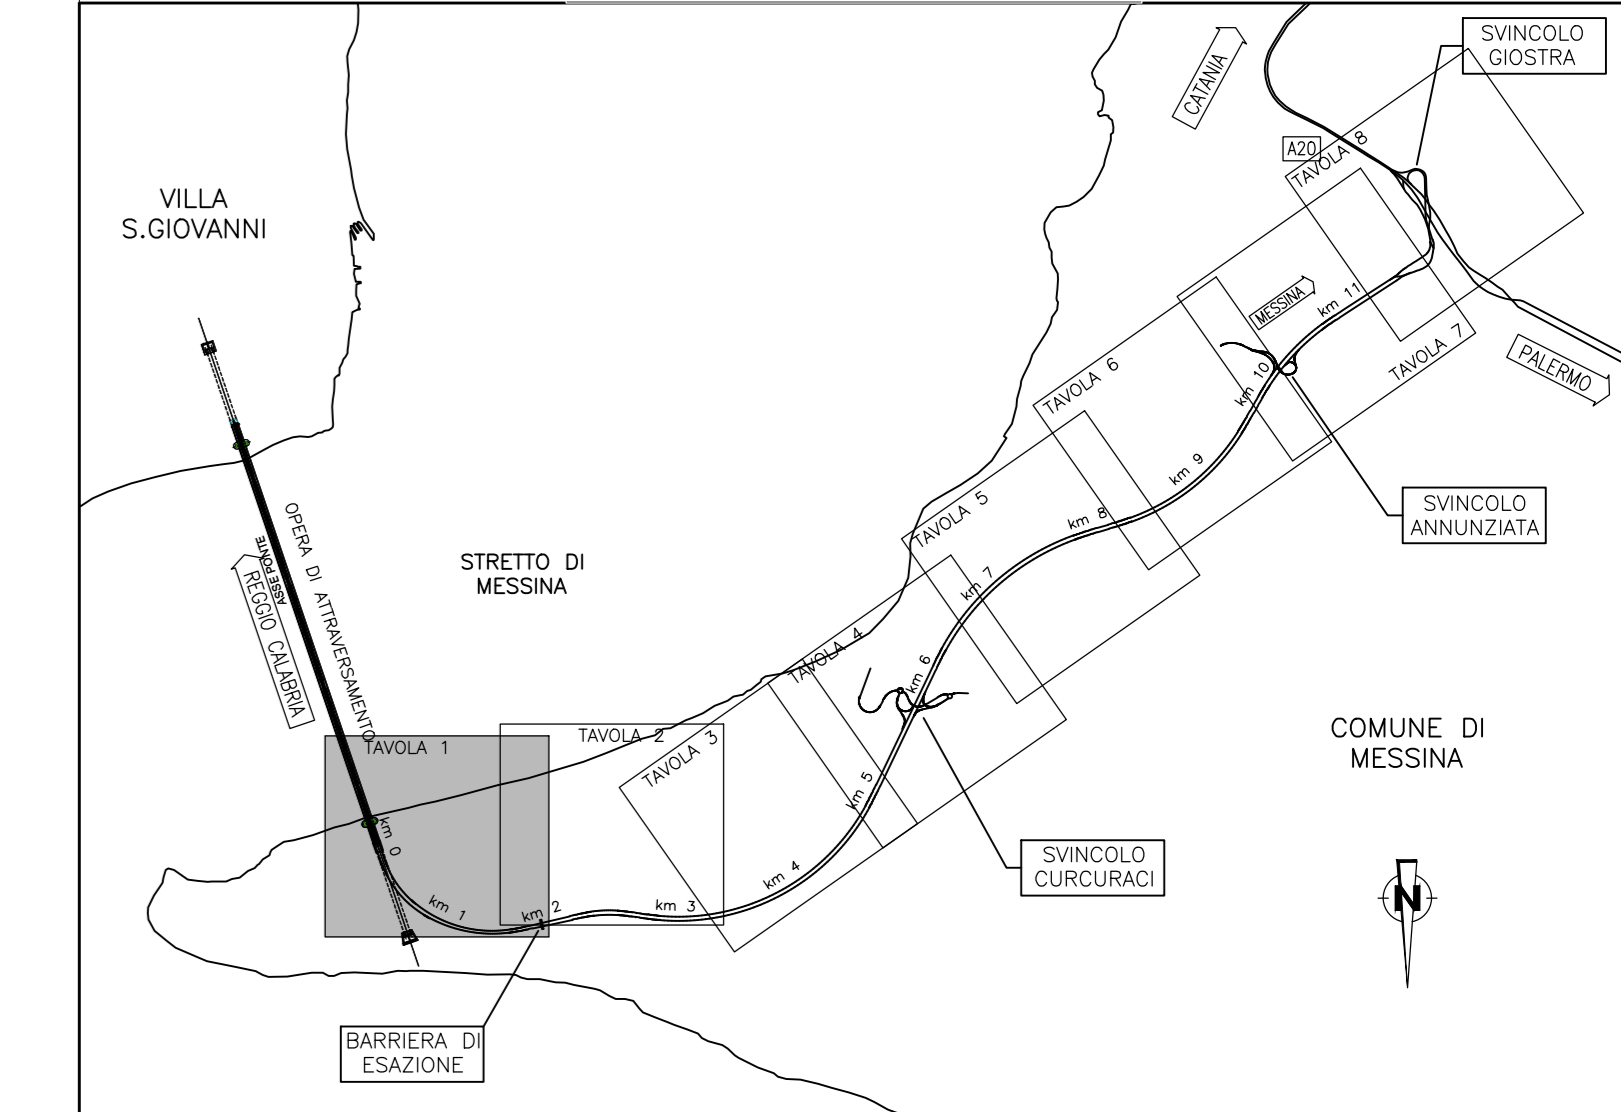 SVINCOLO
GIOSTRA
CATANIA
A20
TAVOLA 8
VILLA
S.GIOVANNI
MESSINA
km 11
TAVOLA 7
PALERMO
TAVOLA 6
km 10
km 9
SVINCOLO
ANNUNZIATA
TAVOLA 5
km 8
OPERA DI ATTRAVERSAMENTO
ASSE PONTE
REGGIO CALABRIA
STRETTO DI
MESSINA
km 7
TAVOLA 4
km 6
COMUNE DI
MESSINA
TAVOLA 1
TAVOLA 2
TAVOLA 3
km 5
km 0
SVINCOLO
CURCURACI
km 4
km 1
km 2
km 3
N
BARRIERA DI
ESAZIONE